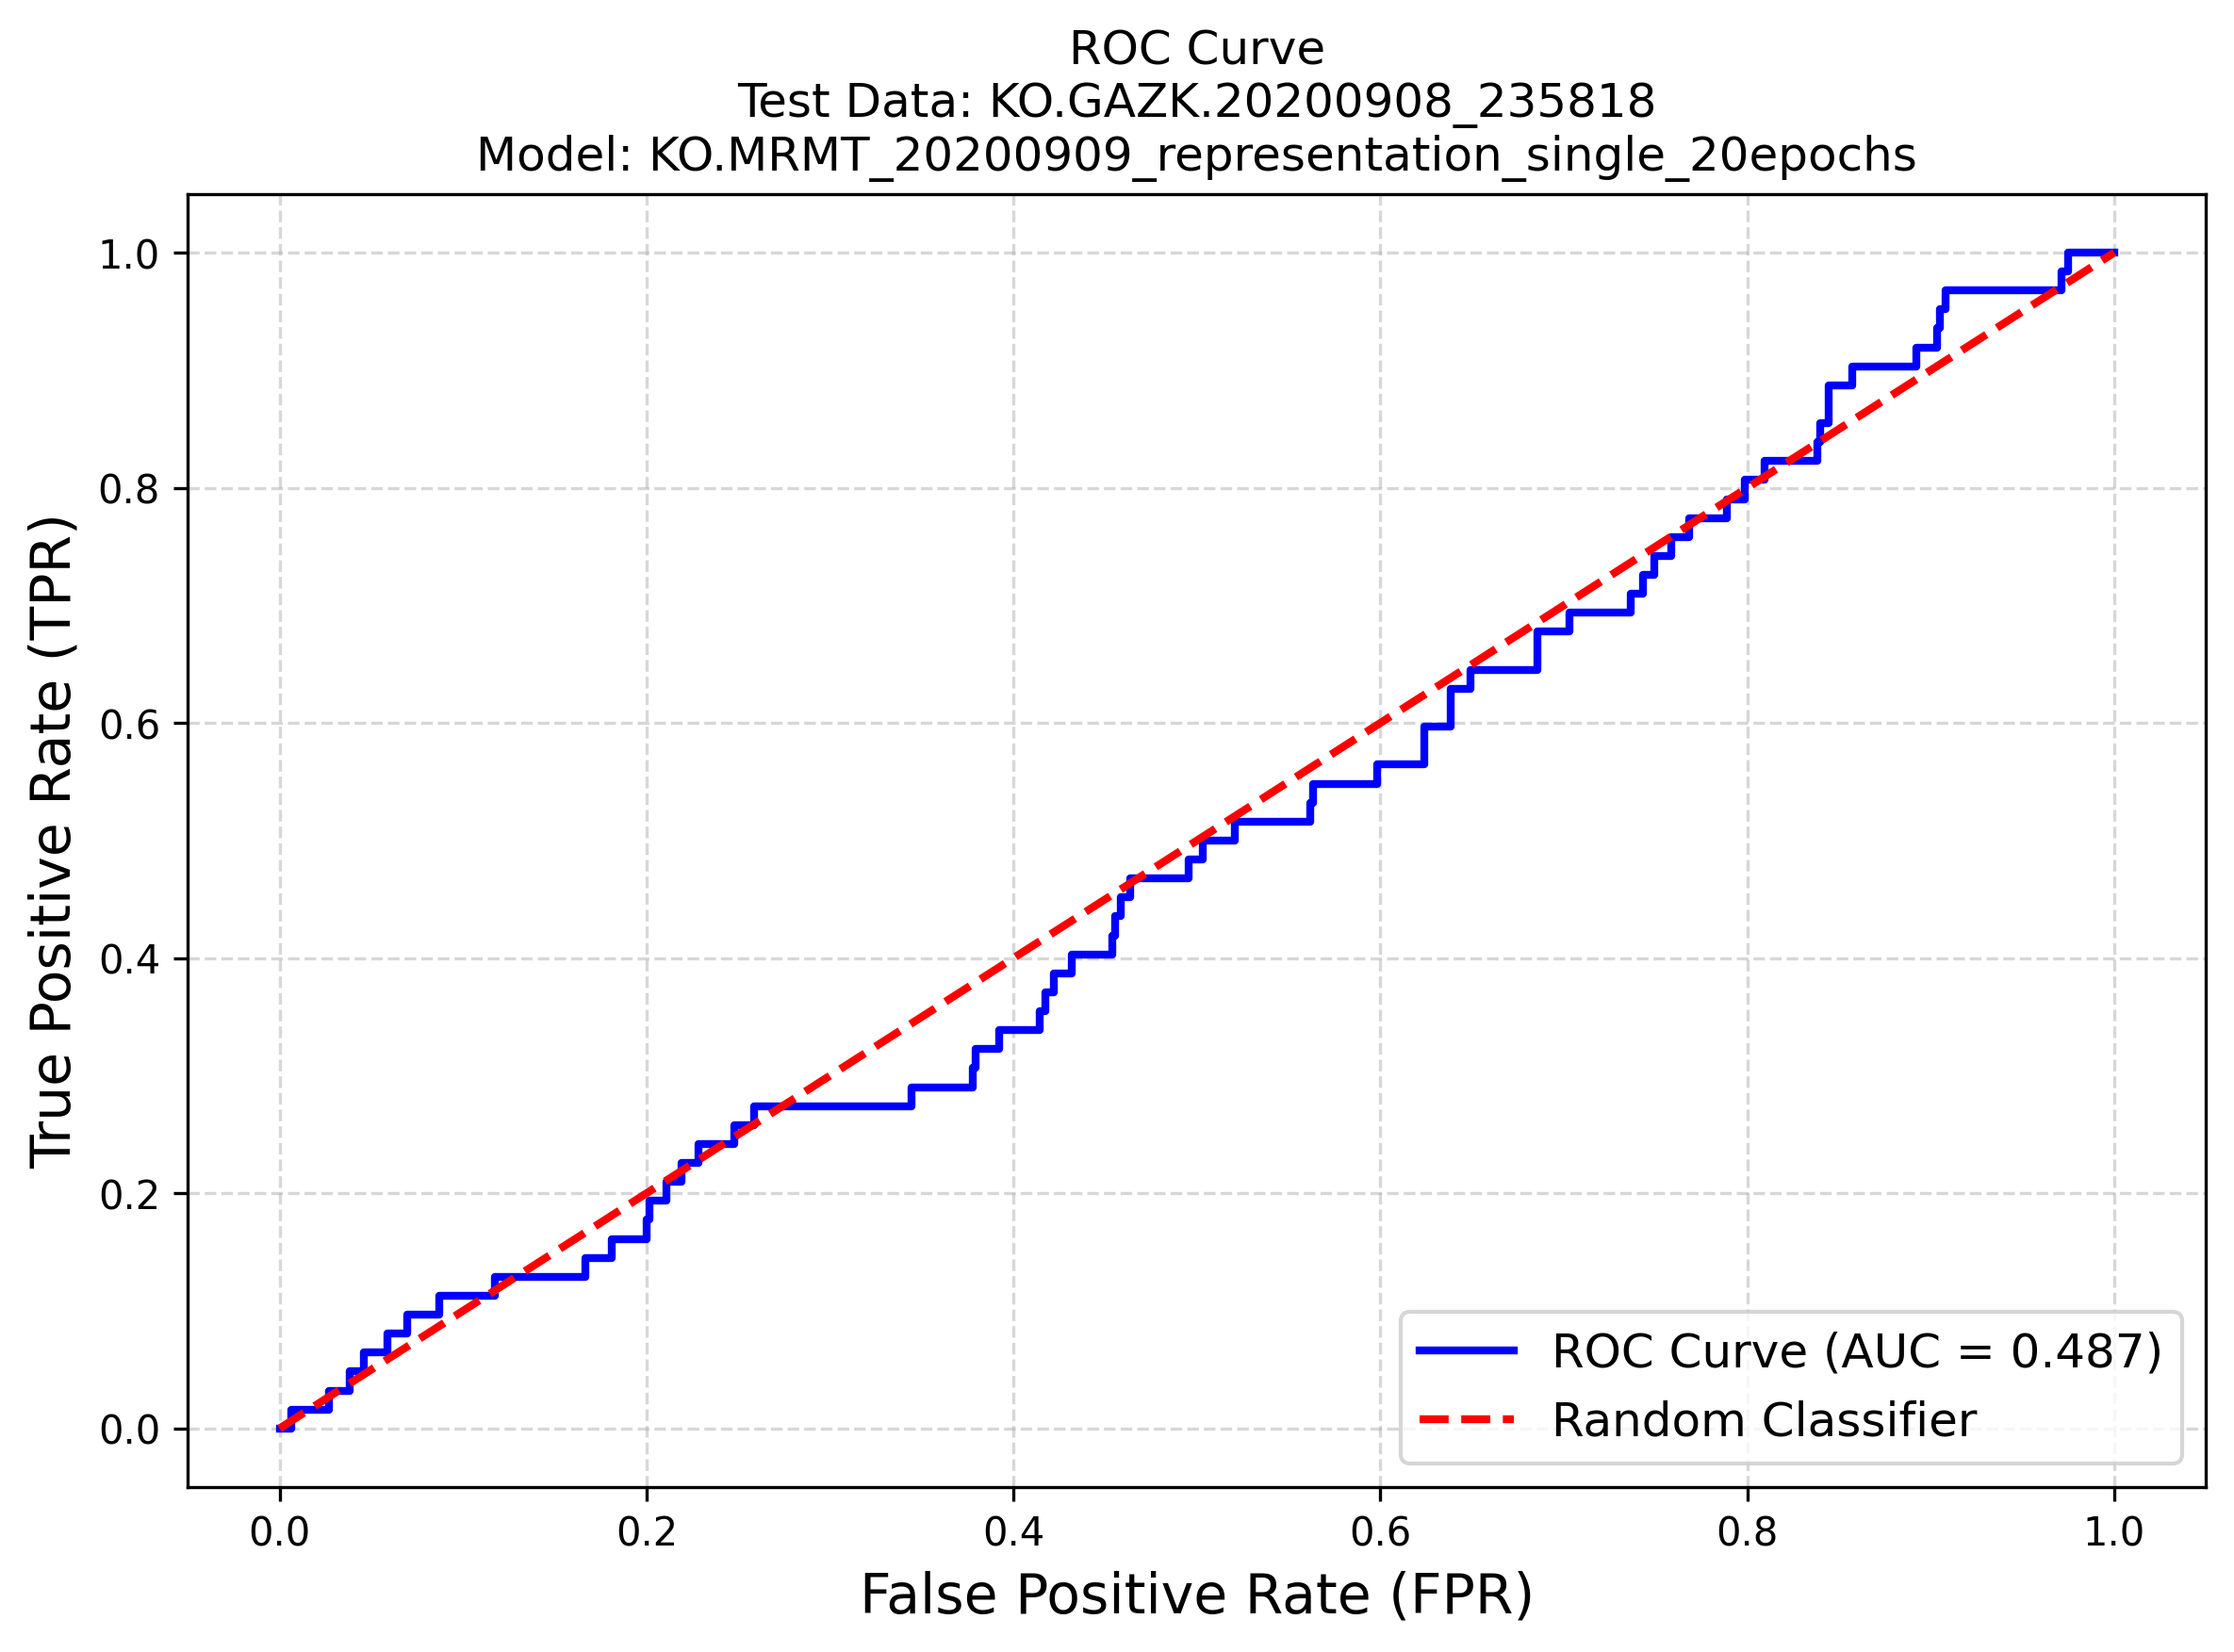 ROC Curve
Test Data: KO.GAZK.20200908_235818
Model: KO.MRMT_20200909_representation_single_20epochs
True Positive Rate (TPR)
1.0
0.8
0.6
0.4
0.2
0.0
0.0 0.2 0.4 0.6 0.8 1.0
False Positive Rate (FPR)
ROC Curve (AUC = 0.487)
Random Classifier